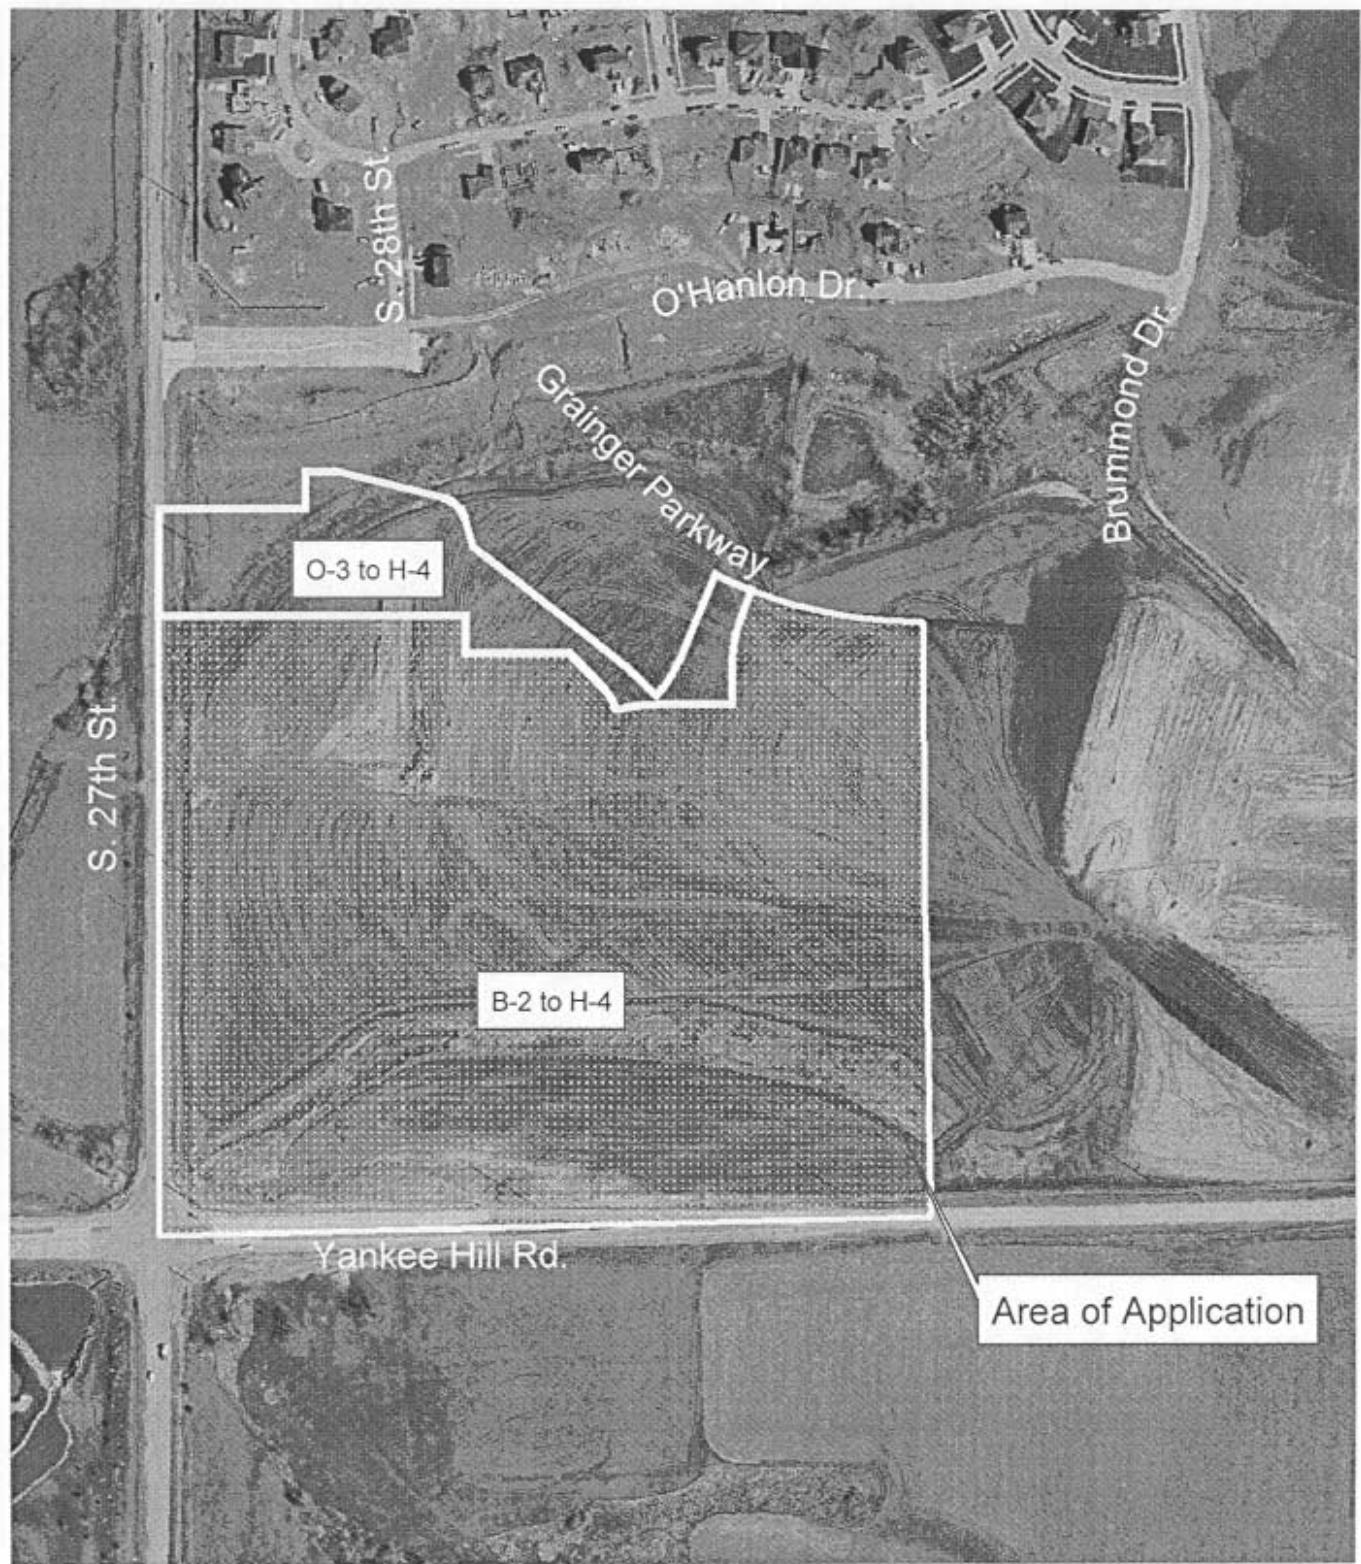 S. 28th St.
O'Hanlon Dr.
Grainger Parkway
Brummond Dr.
O-3 to H-4
S. 27th St.
B-2 to H-4
Yankee Hill Rd.
Area of Application